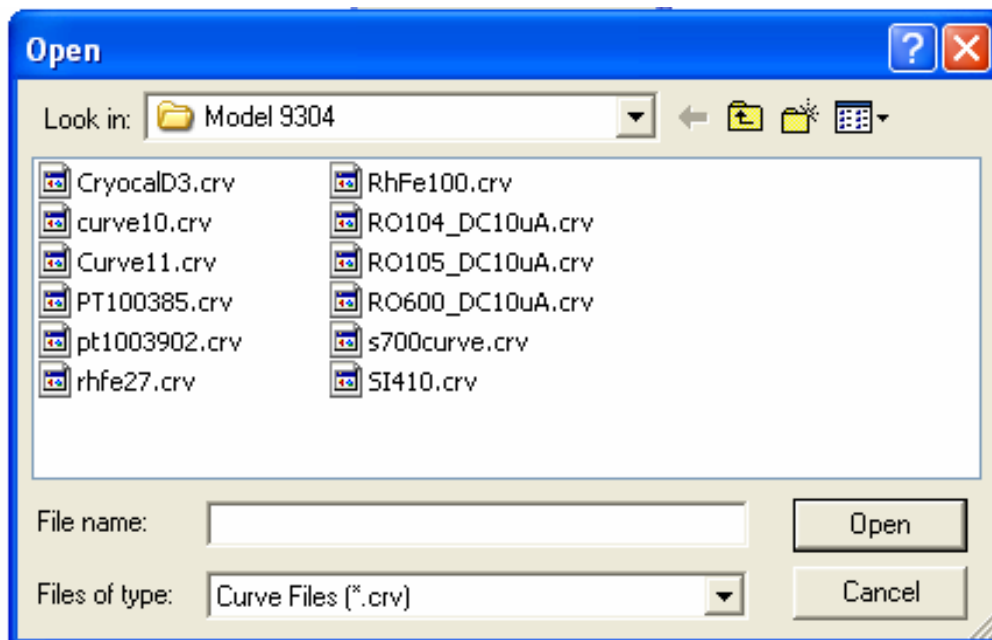 Open
Look in: Model 9304
CryocalD3.crv
curve10.crv
Curve11.crv
PT100385.crv
pt1003902.crv
rhfe27.crv
RhFe100.crv
RO104_DC10uA.crv
RO105_DC10uA.crv
RO600_DC10uA.crv
s700curve.crv
SI410.crv
File name:
Open
Files of type: Curve Files (*.crv)
Cancel